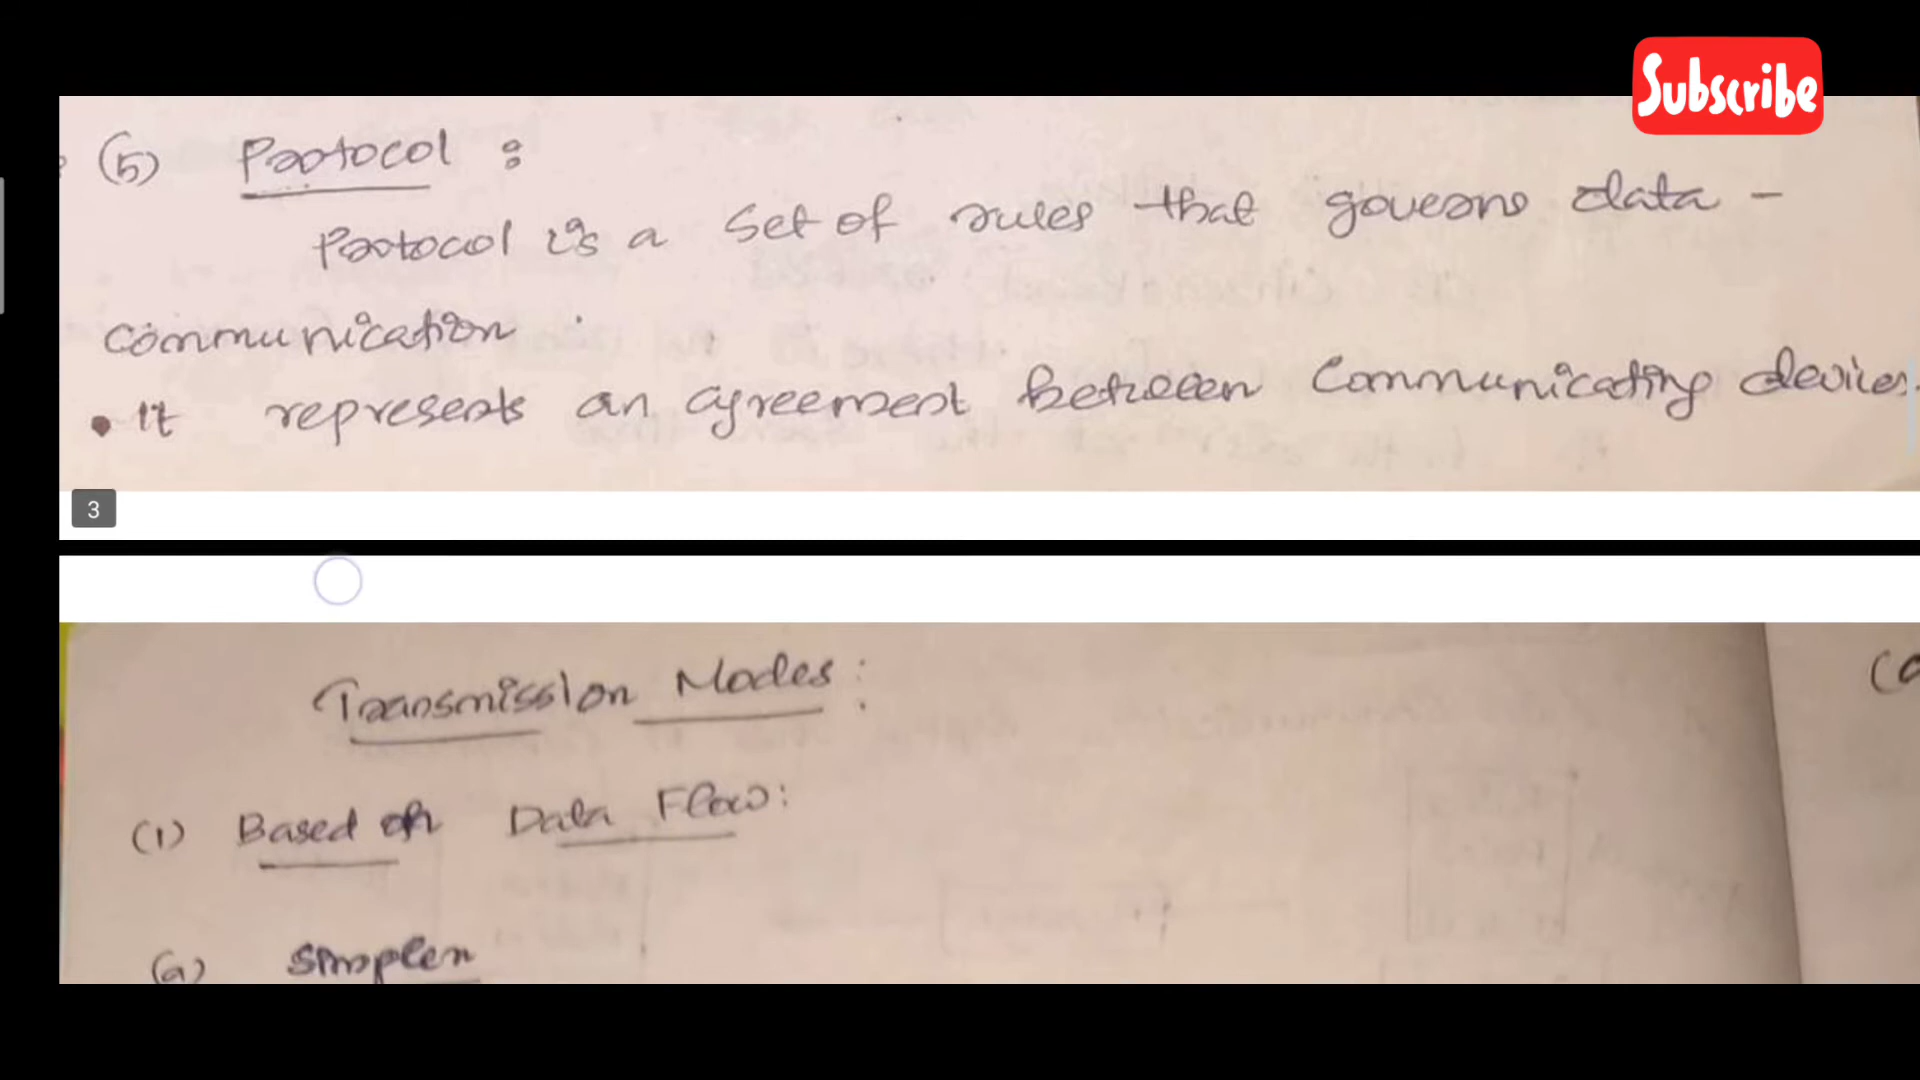 Subscribe
(5) Protocol :
Protocol is a set of rules that governs data -
communication .
• It represents an agreement between communicating devices.
3
Transmission Modes :
(1) Based on Data Flow :
(a) Simplex